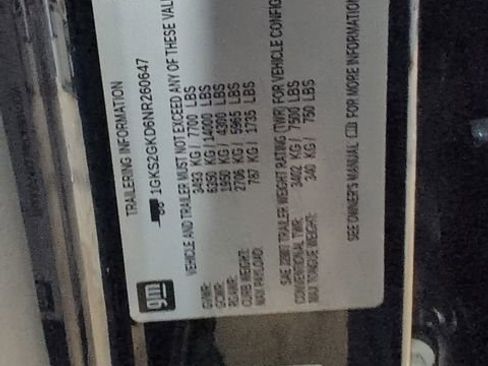 gm
TRAILERING INFORMATION
1GKS2GKD6NR260647
VEHICLE AND TRAILER MUST NOT EXCEED ANY OF THESE VAL
GVWR: 3493 KG / 7700 LBS
GCWR: 6350 KG / 14000 LBS
RGAWR: 1950 KG / 4300 LBS
CURB WEIGHT: 2706 KG / 5965 LBS
MAX PAYLOAD: 787 KG / 1735 LBS
SAE J2807 TRAILER WEIGHT RATING (TWR) FOR VEHICLE CONFIG
CONVENTIONAL TWR: 3402 KG / 7500 LBS
MAX TONGUE WEIGHT: 340 KG / 750 LBS
SEE OWNER'S MANUAL FOR MORE INFORMATION